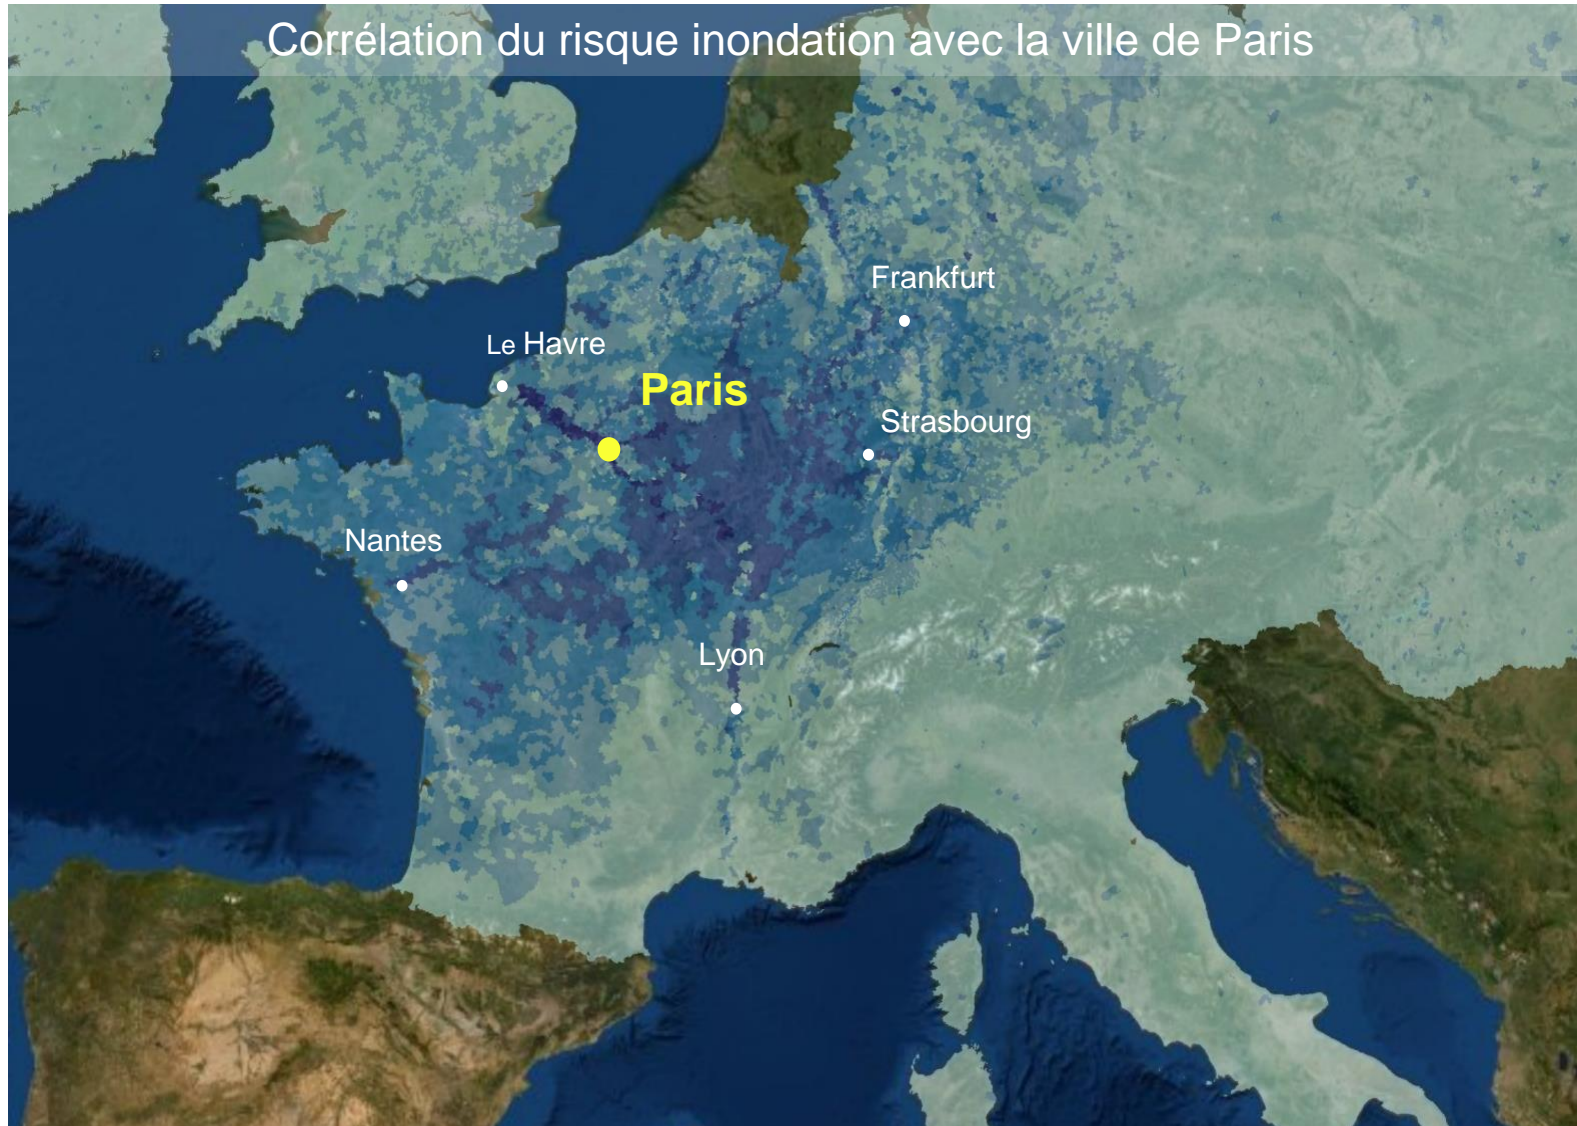 Corrélation du risque inondation avec la ville de Paris
Frankfurt
Le Havre
Paris
Strasbourg
Nantes
Lyon